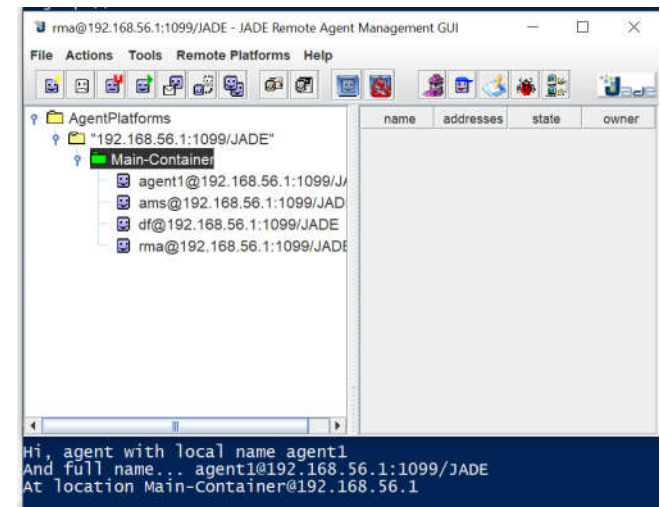 rma@192.168.56.1:1099/JADE - JADE Remote Agent Management GUI
File Actions Tools Remote Platforms Help
Jade
AgentPlatforms
"192.168.56.1:1099/JADE"
Main-Container
agent1@192.168.56.1:1099/JA
ams@192.168.56.1:1099/JAD
df@192.168.56.1:1099/JADE
rma@192.168.56.1:1099/JADE
name addresses state owner
Hi, agent with local name agent1
And full name... agent1@192.168.56.1:1099/JADE
At location Main-Container@192.168.56.1